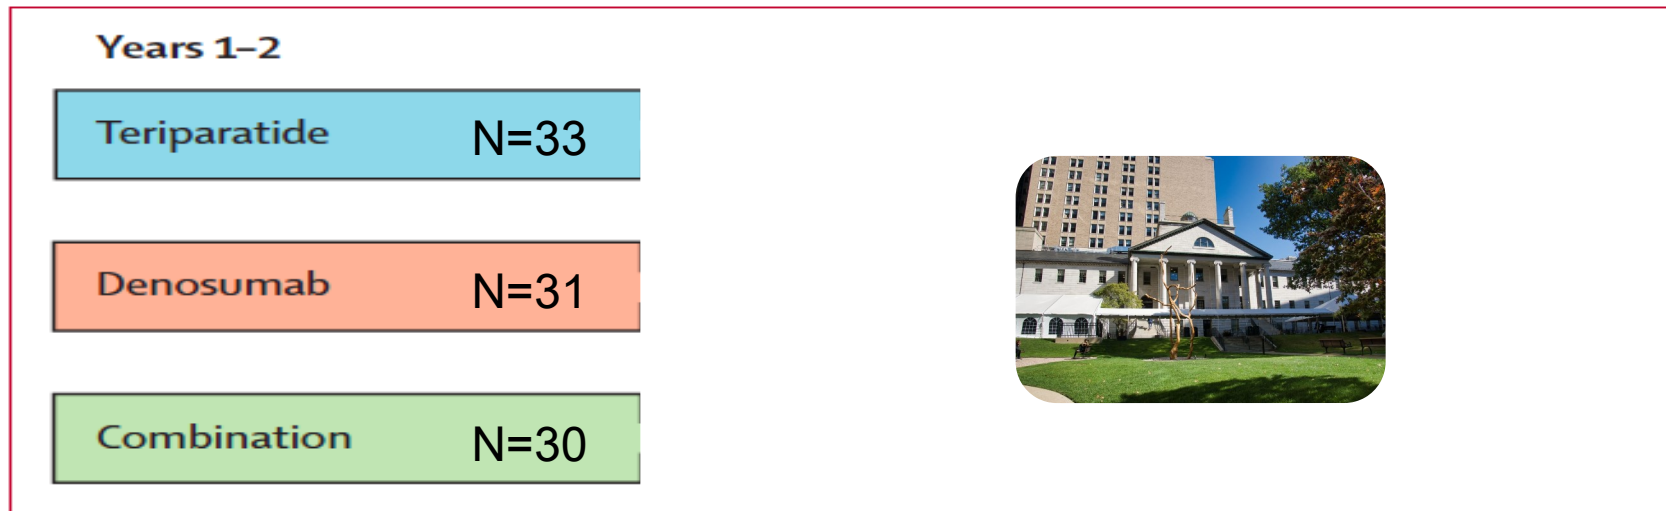 Years 1–2
Teriparatide N=33
Denosumab N=31
Combination N=30